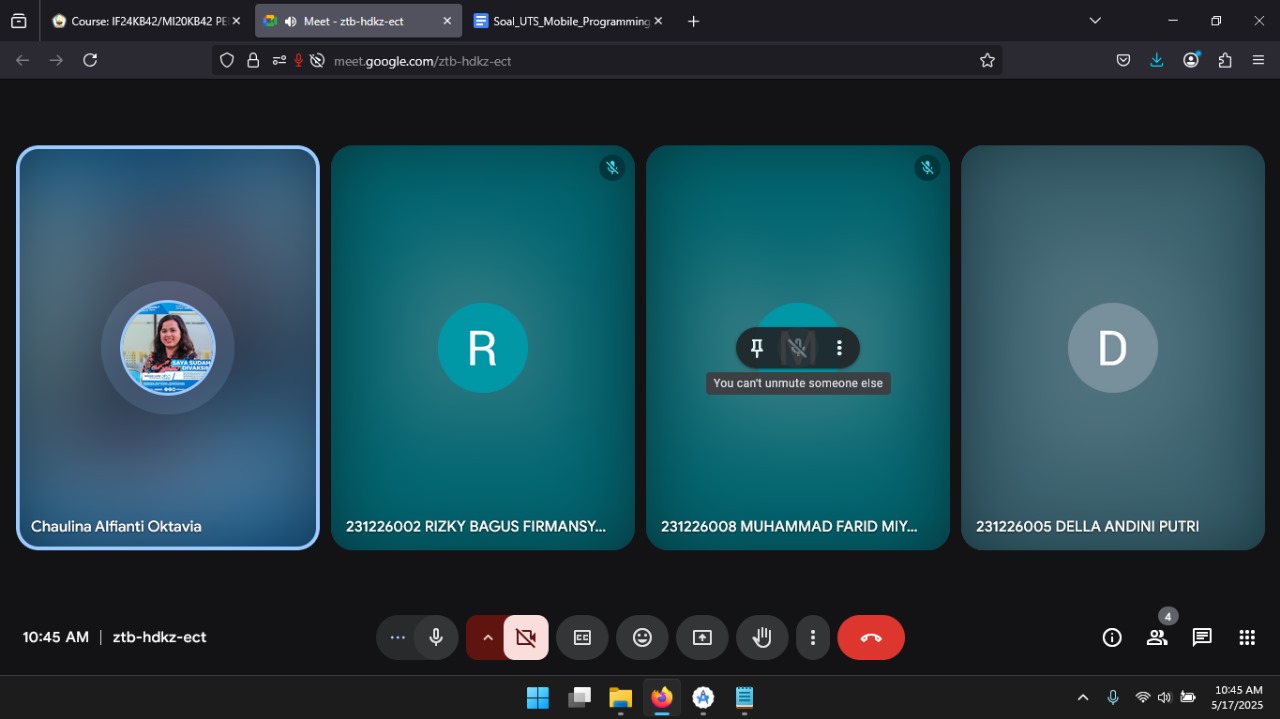 Course: IF24KB42/MI20KB42 PE
Meet - ztb-hdkz-ect
Soal_UTS_Mobile_Programming
meet.google.com/ztb-hdkz-ect
SAYA SUDAH
DIVAKSIN
R
M
D
You can't unmute someone else
Chaulina Alfianti Oktavia
231226002 RIZKY BAGUS FIRMANSY...
231226008 MUHAMMAD FARID MIY...
231226005 DELLA ANDINI PUTRI
10:45 AM | ztb-hdkz-ect
CC
4
10:45 AM
5/17/2025